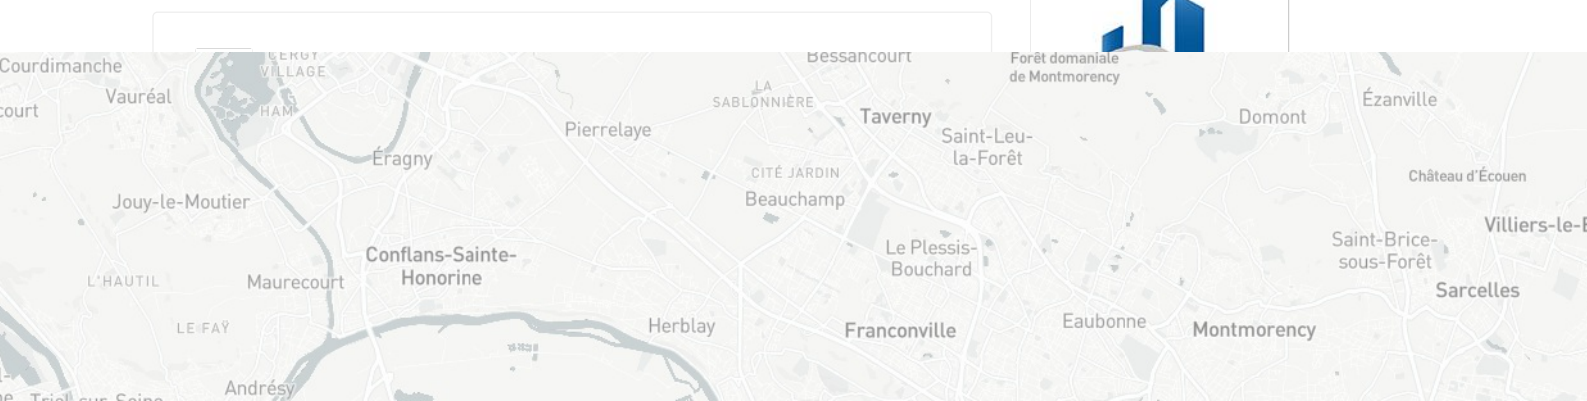 CERGY
VILLAGE
Bessancourt
Forêt domaniale
de Montmorency
Courdimanche
Vauréal
HAM
LA
SABLONNIÈRE
Taverny
Ézanville
Domont
court
Pierrelaye
Saint-Leu-
la-Forêt
Éragny
CITÉ JARDIN
Château d'Écouen
Jouy-le-Moutier
Beauchamp
Villiers-le-
Conflans-Sainte-
Honorine
Le Plessis-
Bouchard
Saint-Brice-
sous-Forêt
L'HAUTIL
Maurecourt
Sarcelles
LE FAŸ
Herblay
Franconville
Eaubonne
Montmorency
Andrésy